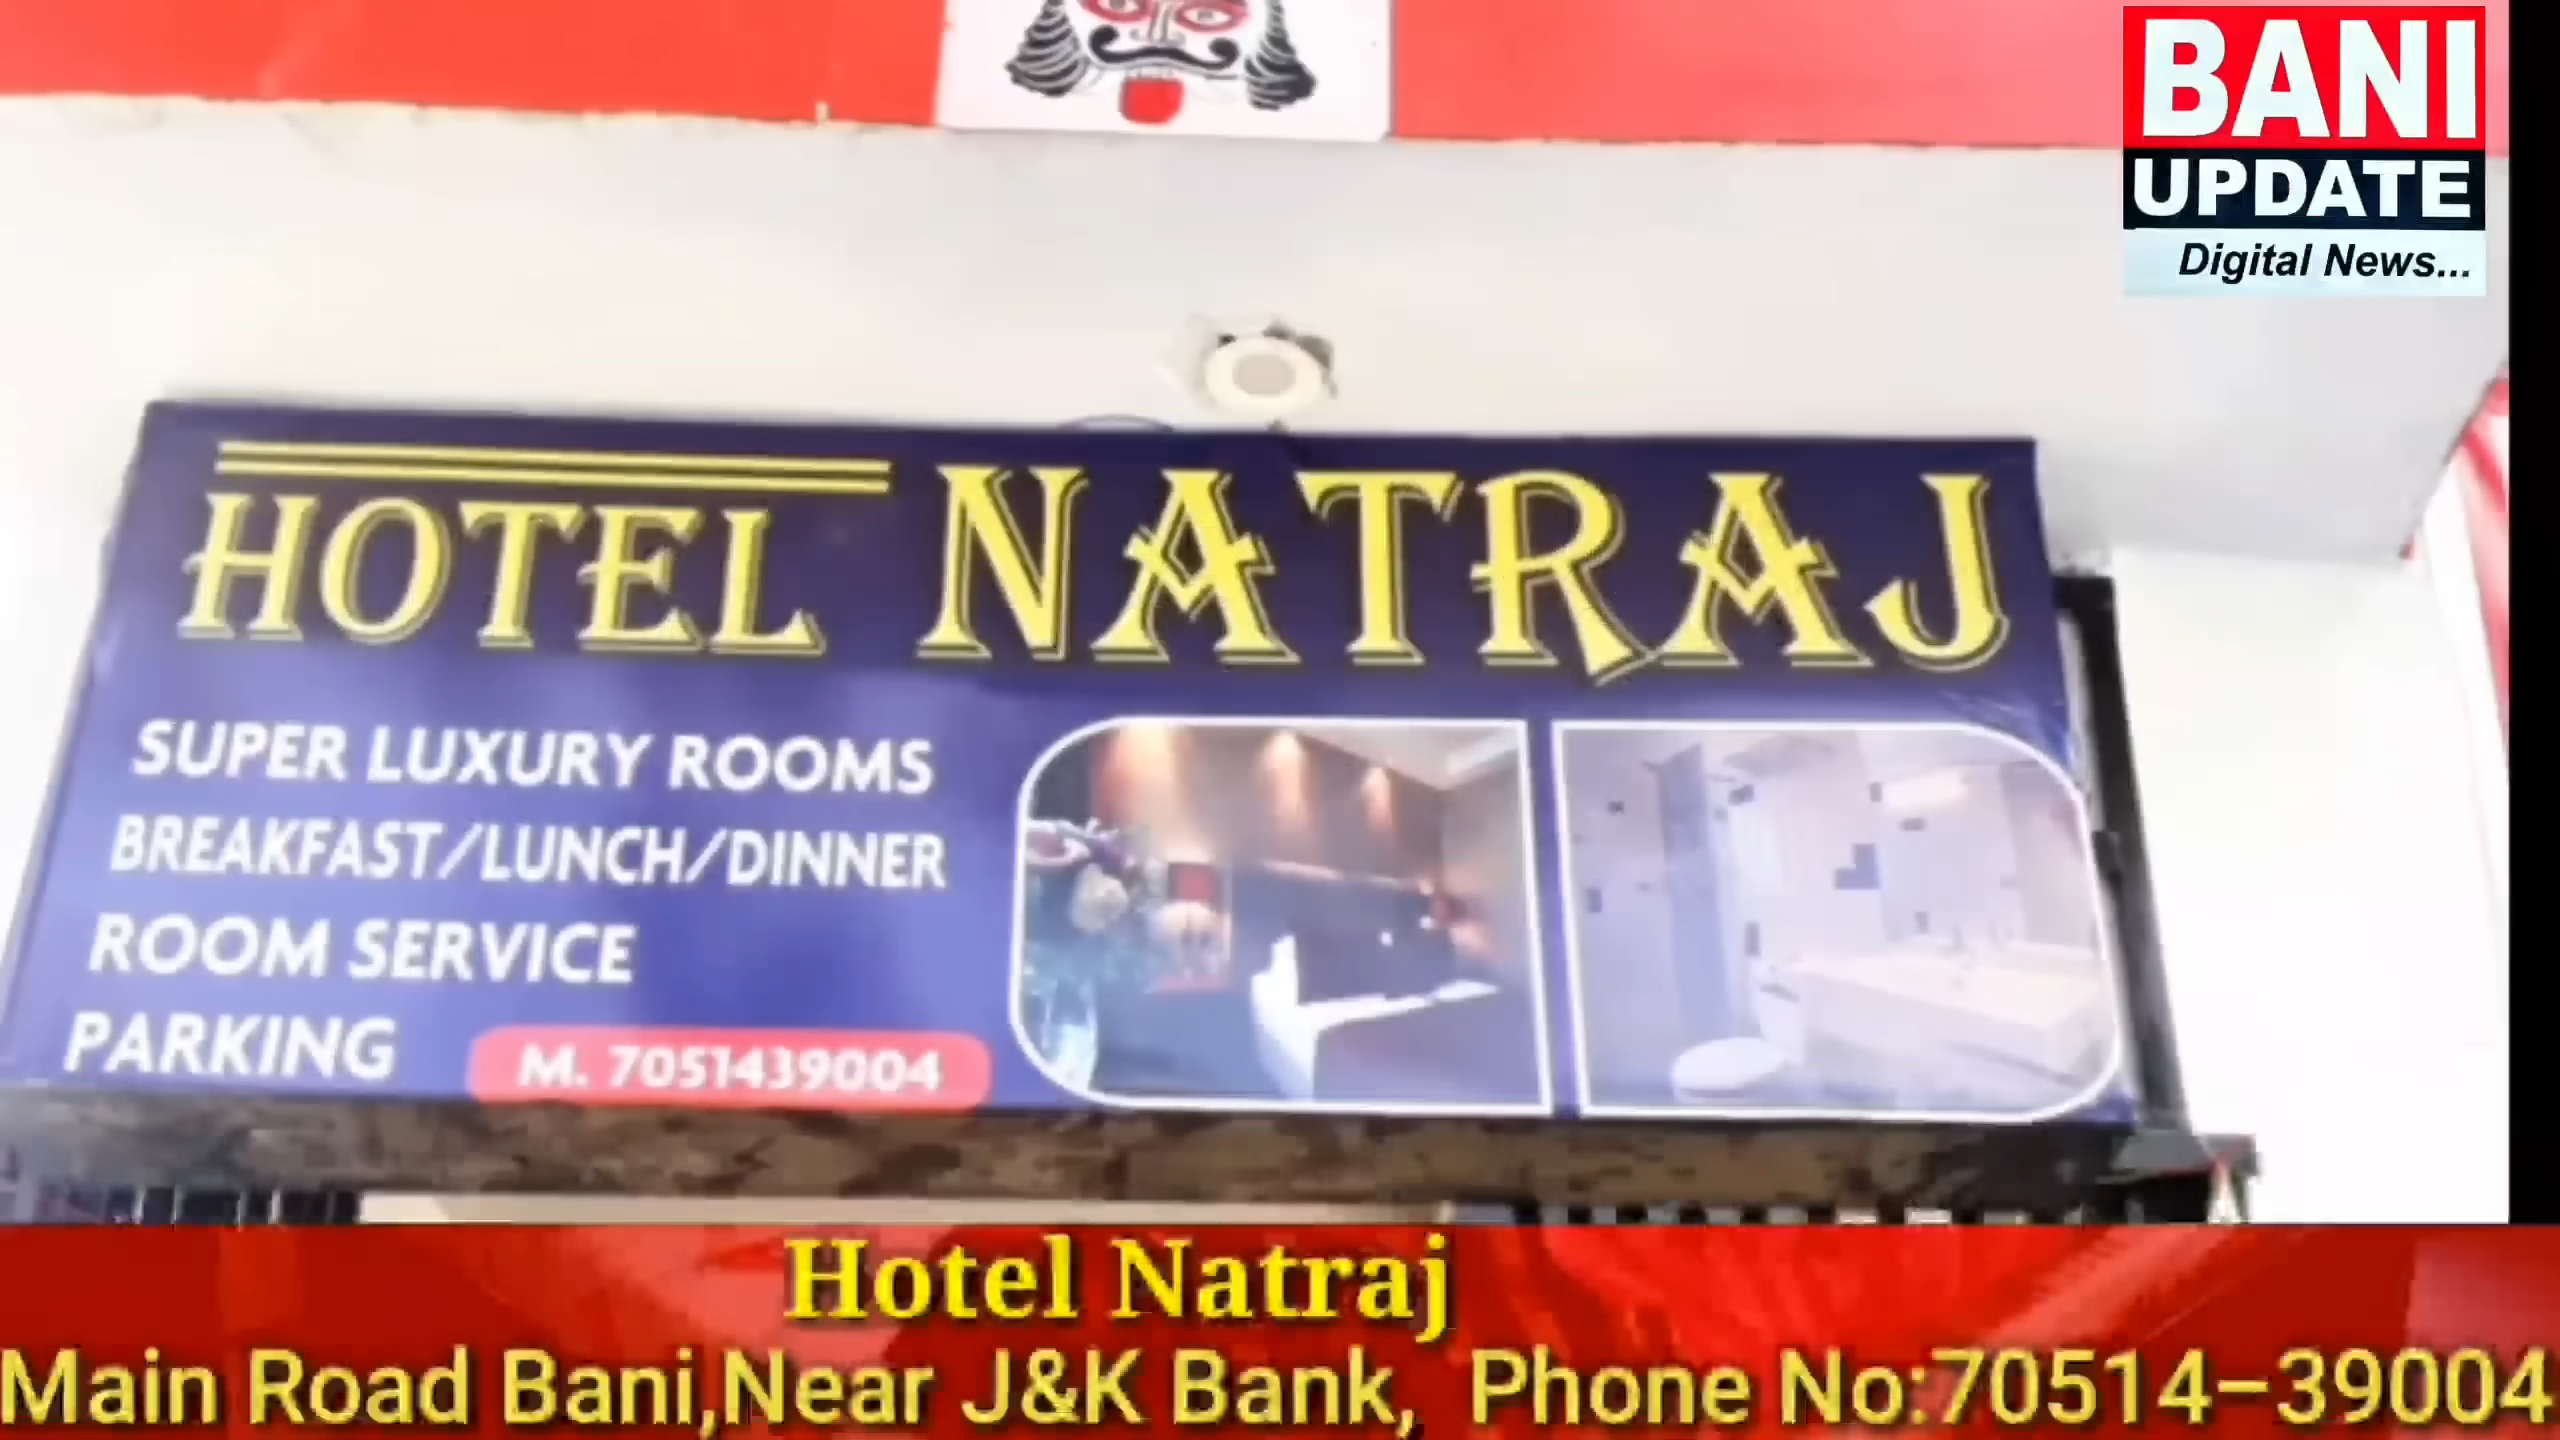 BANI
UPDATE
Digital News...
HOTEL NATRAJ
SUPER LUXURY ROOMS
BREAKFAST/LUNCH/DINNER
ROOM SERVICE
PARKING
M. 7051439004
Hotel Natraj
Main Road Bani,Near J&K Bank, Phone No:70514-39004